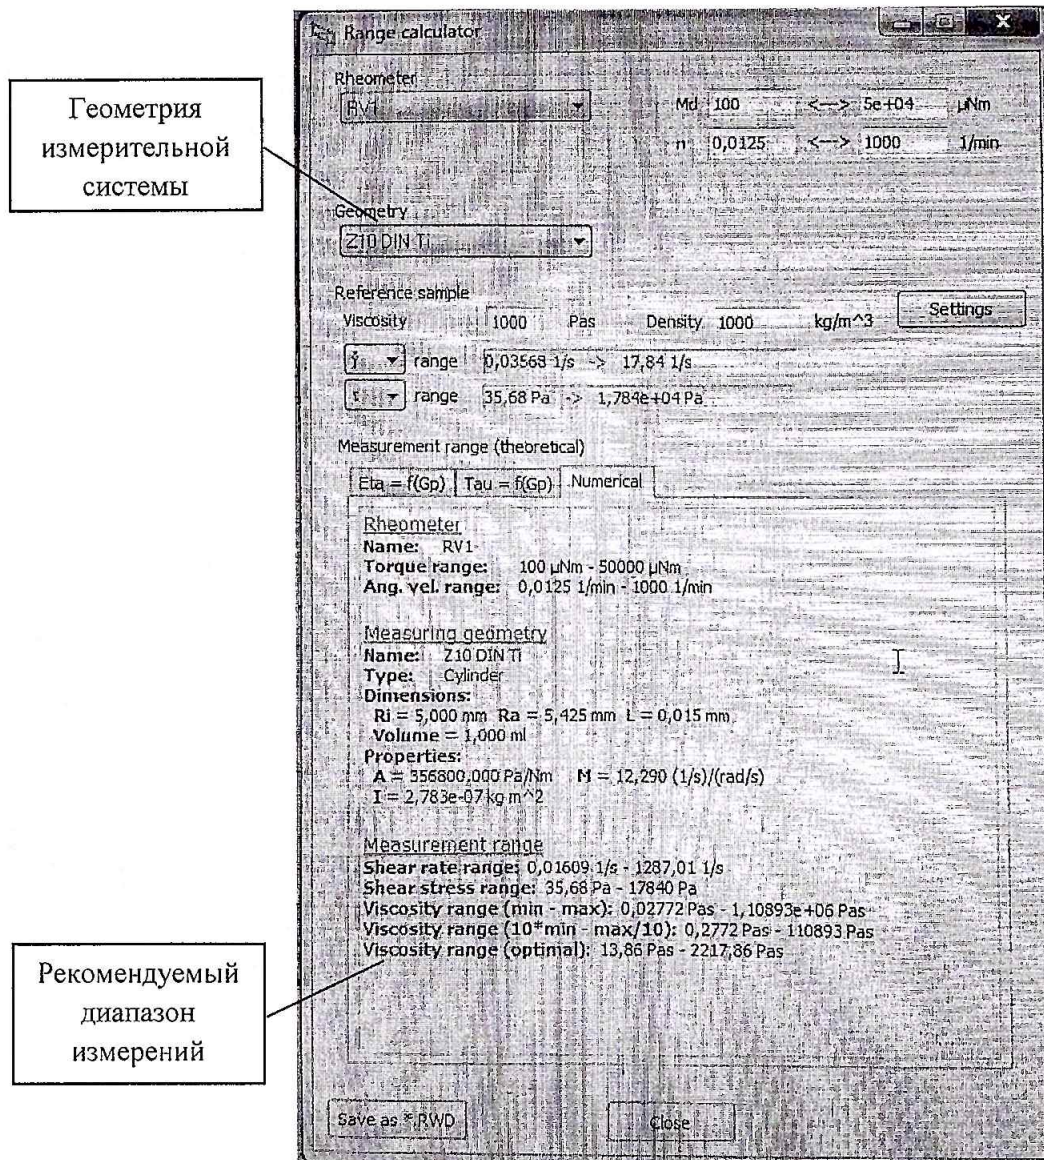 Range calculator
Rheometer
RV1
Md 100 <---> 5e+04 µNm
n 0,0125 <---> 1000 1/min
Геометрия
измерительной
системы
Geometry
Z10 DIN Ti
Reference sample
Viscosity 1000 Pas Density 1000 kg/m^3 Settings
range 0,03568 1/s -> 17,84 1/s
τ range 35,68 Pa -> 1,784e+04 Pa
Measurement range (theoretical)
Eta = f(Gp) Tau = f(Gp) Numerical
Rheometer
Name: RV1
Torque range: 100 µNm - 50000 µNm
Ang. vel. range: 0,0125 1/min - 1000 1/min
Measuring geometry
Name: Z10 DIN Ti
Type: Cylinder
Dimensions:
Ri = 5,000 mm Ra = 5,425 mm L = 0,015 mm
Volume = 1,000 ml
Properties:
A = 356800,000 Pa/Nm M = 12,290 (1/s)/(rad/s)
I = 2,783e-07 kg m^2
Measurement range
Shear rate range: 0,01609 1/s - 1287,01 1/s
Shear stress range: 35,68 Pa - 17840 Pa
Viscosity range (min - max): 0,02772 Pas - 1,10893e+06 Pas
Viscosity range (10*min - max/10): 0,2772 Pas - 110893 Pas
Viscosity range (optimal): 13,86 Pas - 2217,86 Pas
Рекомендуемый
диапазон
измерений
Save as *.RWD Close